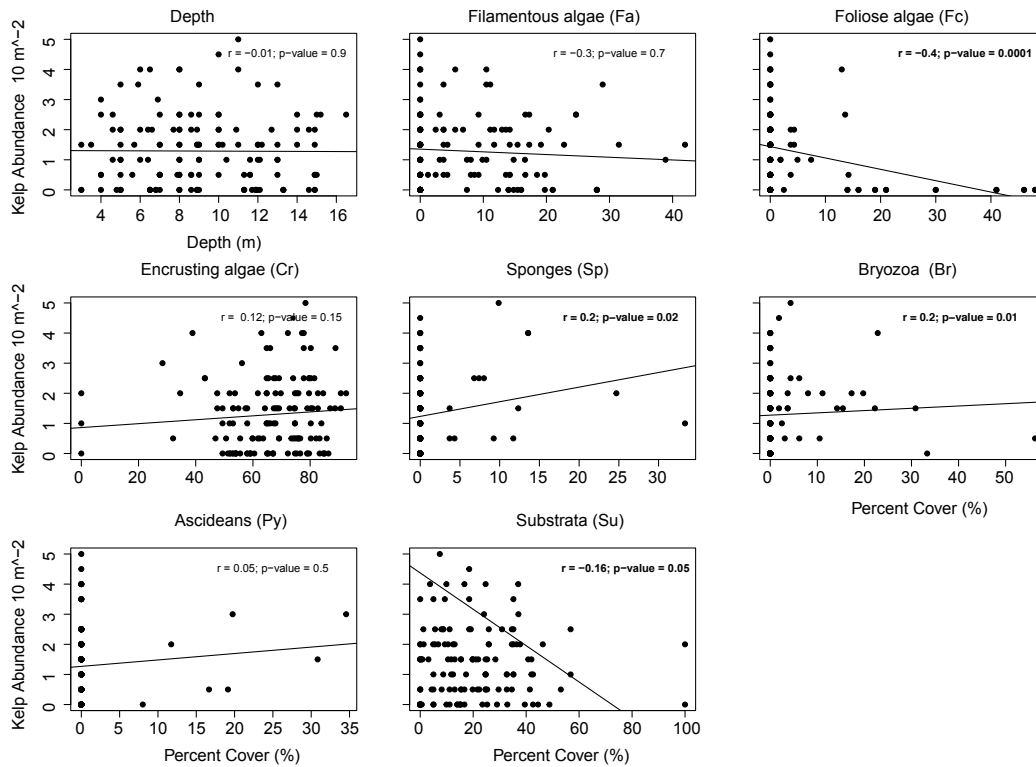 Depth
Filamentous algae (Fa)
Foliose algae (Fc)
Kelp Abundance 10 m^−2
0 1 2 3 4 5
r = −0.01; p−value = 0.9
4 6 8 10 12 14 16
Depth (m)
r = −0.3; p−value = 0.7
0 10 20 30 40
r = −0.4; p−value = 0.0001
0 10 20 30 40
Encrusting algae (Cr)
Sponges (Sp)
Bryozoa (Br)
Kelp Abundance 10 m^−2
0 1 2 3 4 5
r = 0.12; p−value = 0.15
0 20 40 60 80
r = 0.2; p−value = 0.02
0 5 10 15 20 25 30
r = 0.2; p−value = 0.01
0 10 20 30 40 50
Percent Cover (%)
Ascideans (Py)
Substrata (Su)
Kelp Abundance 10 m^−2
0 1 2 3 4 5
r = 0.05; p−value = 0.5
0 5 10 15 20 25 30 35
Percent Cover (%)
r = −0.16; p−value = 0.05
0 20 40 60 80 100
Percent Cover (%)